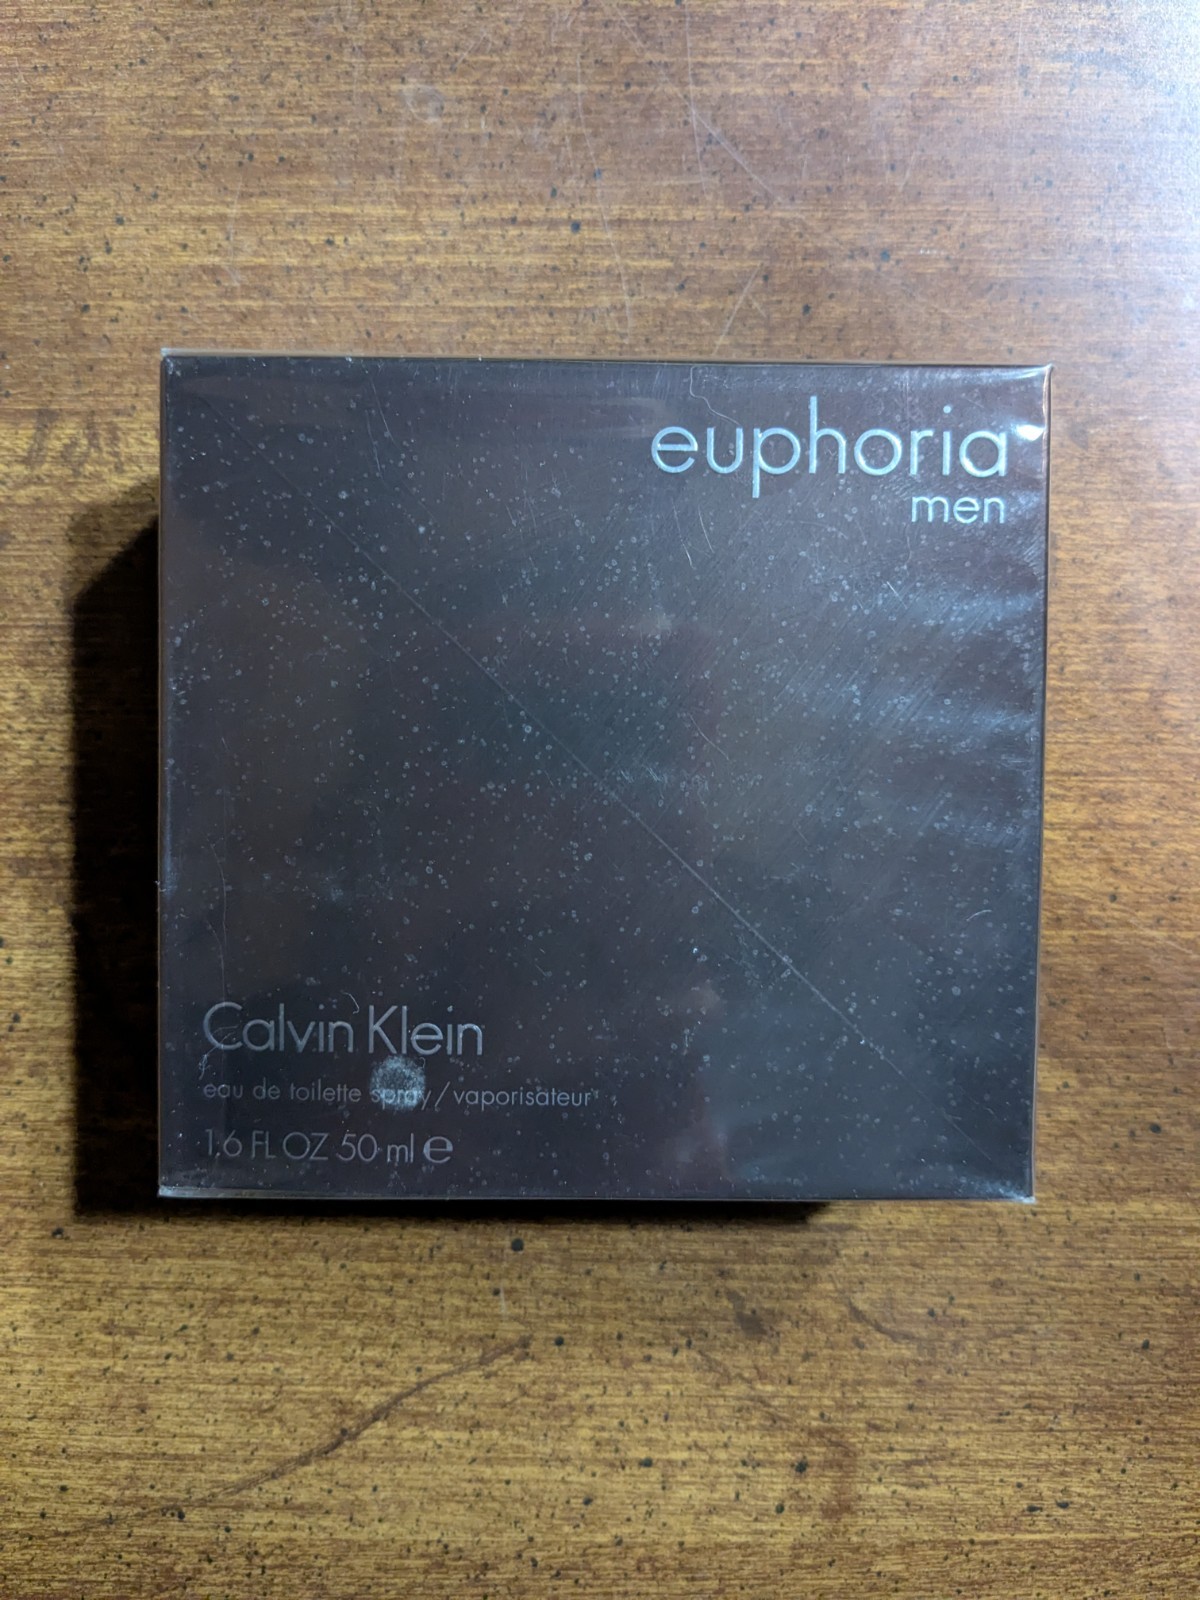 euphoria
men
Calvin Klein
eau de toilette spray / vaporisateur
1.6 FL OZ 50 ml ℮